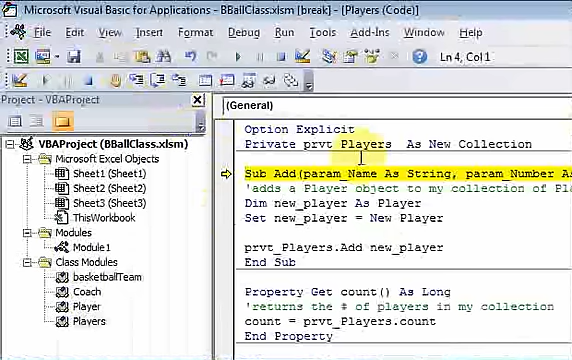 Microsoft Visual Basic for Applications - BBallClass.xlsm [break] - [Players (Code)]
File Edit View Insert Format Debug Run Tools Add-Ins Window Help
Ln 4, Col 1
Project - VBAProject
(General)
VBAProject (BBallClass.xlsm)
Microsoft Excel Objects
Sheet1 (Sheet1)
Sheet2 (Sheet2)
Sheet3 (Sheet3)
ThisWorkbook
Modules
Module1
Class Modules
basketballTeam
Coach
Player
Players
Option Explicit
Private prvt_Players As New Collection
Sub Add(param_Name As String, param_Number As
'adds a Player object to my collection of Pla
Dim new_player As Player
Set new_player = New Player
prvt_Players.Add new_player
End Sub
Property Get count() As Long
'returns the # of players in my collection
count = prvt_Players.count
End Property